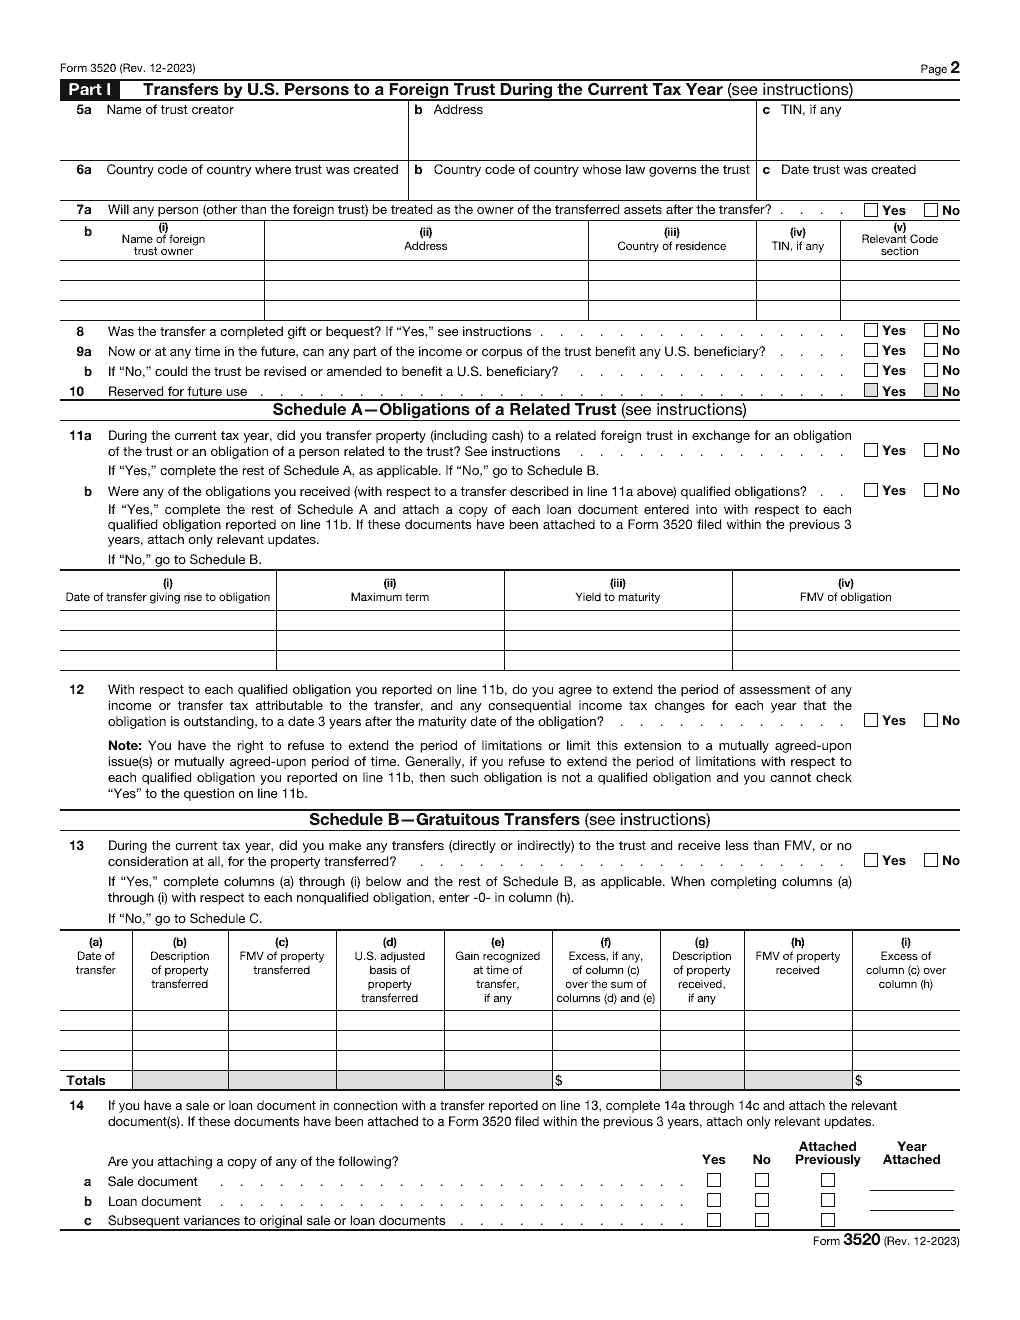 Form 3520 (Rev. 12-2023) Page 2
Part I Transfers by U.S. Persons to a Foreign Trust During the Current Tax Year (see instructions)
5a Name of trust creator b Address c TIN, if any
6a Country code of country where trust was created b Country code of country whose law governs the trust c Date trust was created
7a Will any person (other than the foreign trust) be treated as the owner of the transferred assets after the transfer? . . . . Yes No
b (i) (ii) (iii) (iv) (v)
Name of foreign Address Country of residence TIN, if any Relevant Code
trust owner section
8 Was the transfer a completed gift or bequest? If “Yes,” see instructions . . . . . . . . . . . . . . . . Yes No
9a Now or at any time in the future, can any part of the income or corpus of the trust benefit any U.S. beneficiary? . . . . Yes No
b If “No,” could the trust be revised or amended to benefit a U.S. beneficiary? . . . . . . . . . . . . . . Yes No
10 Reserved for future use . . . . . . . . . . . . . . . . . . . . . . . . . . . . . . Yes No
Schedule A—Obligations of a Related Trust (see instructions)
11a During the current tax year, did you transfer property (including cash) to a related foreign trust in exchange for an obligation
of the trust or an obligation of a person related to the trust? See instructions . . . . . . . . . . . . . . Yes No
If “Yes,” complete the rest of Schedule A, as applicable. If “No,” go to Schedule B.
b Were any of the obligations you received (with respect to a transfer described in line 11a above) qualified obligations? . . Yes No
If “Yes,” complete the rest of Schedule A and attach a copy of each loan document entered into with respect to each
qualified obligation reported on line 11b. If these documents have been attached to a Form 3520 filed within the previous 3
years, attach only relevant updates.
If “No,” go to Schedule B.
(i) (ii) (iii) (iv)
Date of transfer giving rise to obligation Maximum term Yield to maturity FMV of obligation
12 With respect to each qualified obligation you reported on line 11b, do you agree to extend the period of assessment of any
income or transfer tax attributable to the transfer, and any consequential income tax changes for each year that the
obligation is outstanding, to a date 3 years after the maturity date of the obligation? . . . . . . . . . . . . Yes No
Note: You have the right to refuse to extend the period of limitations or limit this extension to a mutually agreed-upon
issue(s) or mutually agreed-upon period of time. Generally, if you refuse to extend the period of limitations with respect to
each qualified obligation you reported on line 11b, then such obligation is not a qualified obligation and you cannot check
“Yes” to the question on line 11b.
Schedule B—Gratuitous Transfers (see instructions)
13 During the current tax year, did you make any transfers (directly or indirectly) to the trust and receive less than FMV, or no
consideration at all, for the property transferred? . . . . . . . . . . . . . . . . . . . . . . Yes No
If “Yes,” complete columns (a) through (i) below and the rest of Schedule B, as applicable. When completing columns (a)
through (i) with respect to each nonqualified obligation, enter -0- in column (h).
If “No,” go to Schedule C.
(a) (b) (c) (d) (e) (f) (g) (h) (i)
Date of Description FMV of property U.S. adjusted Gain recognized Excess, if any, Description FMV of property Excess of
transfer of property transferred basis of at time of of column (c) of property received column (c) over
transferred property transfer, over the sum of received, column (h)
transferred if any columns (d) and (e) if any
Totals $ $
14 If you have a sale or loan document in connection with a transfer reported on line 13, complete 14a through 14c and attach the relevant
document(s). If these documents have been attached to a Form 3520 filed within the previous 3 years, attach only relevant updates.
Attached Year
Are you attaching a copy of any of the following? Yes No Previously Attached
a Sale document . . . . . . . . . . . . . . . . . . . . . . . .
b Loan document . . . . . . . . . . . . . . . . . . . . . . . .
c Subsequent variances to original sale or loan documents . . . . . . . . . . . .
Form 3520 (Rev. 12-2023)